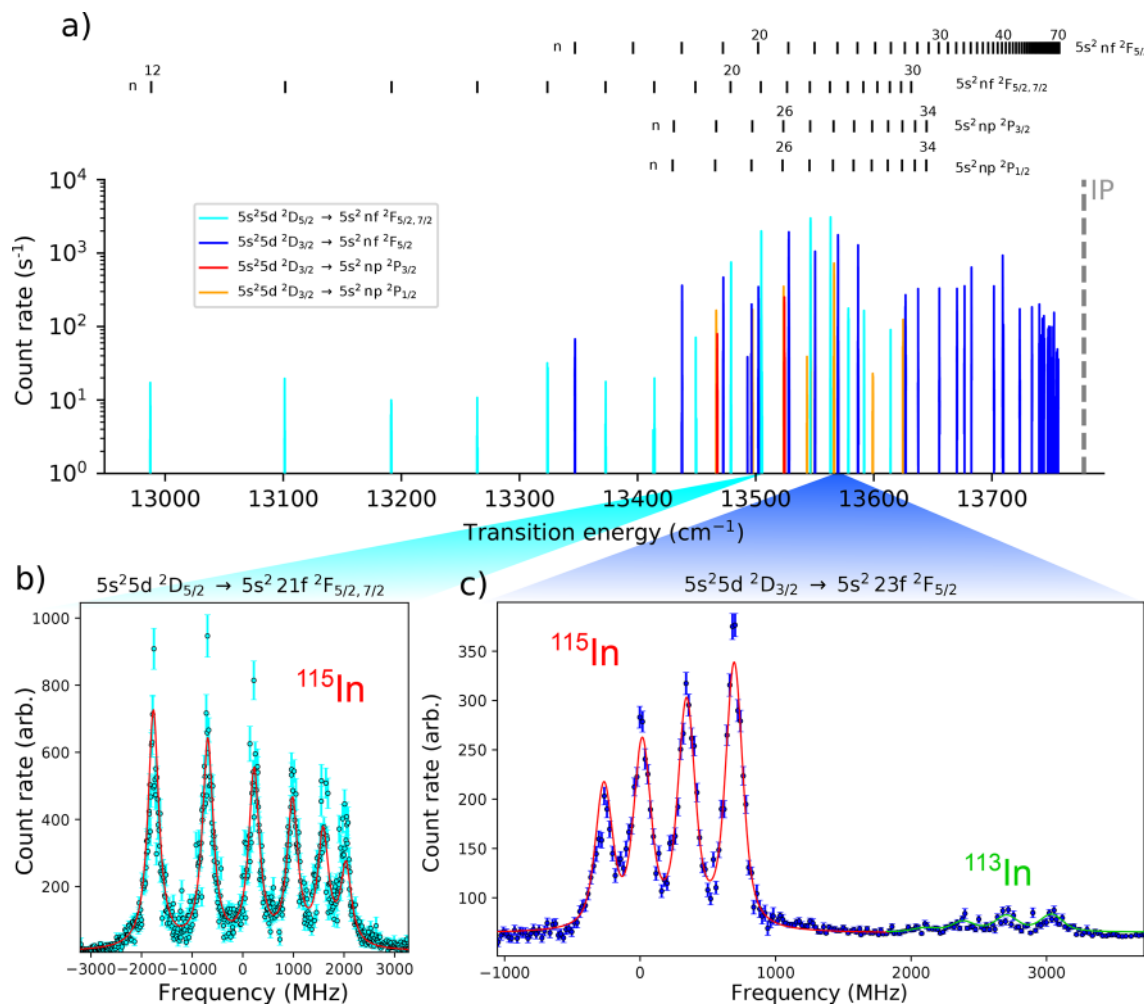 a)
20 30 40 70
5s² nf ²F5/2
12 20 30
n
5s² nf ²F5/2,7/2
26 34
n
5s² np ²P3/2
26 34
n
5s² np ²P1/2
IP
10⁴
10³
10²
10¹
10⁰
Count rate (s⁻¹)
5s²5d ²D5/2 → 5s² nf ²F5/2,7/2
5s²5d ²D3/2 → 5s² nf ²F5/2
5s²5d ²D3/2 → 5s² np ²P3/2
5s²5d ²D3/2 → 5s² np ²P1/2
13000 13100 13200 13300 13400 13500 13600 13700
Transition energy (cm⁻¹)
b)
5s²5d ²D5/2 → 5s² 21f ²F5/2, 7/2
1000
800
600
400
200
Count rate (arb.)
¹¹⁵In
−3000 −2000 −1000 0 1000 2000 3000
Frequency (MHz)
c)
5s²5d ²D3/2 → 5s² 23f ²F5/2
350
300
250
200
150
100
Count rate (arb.)
¹¹⁵In
¹¹³In
−1000 0 1000 2000 3000
Frequency (MHz)